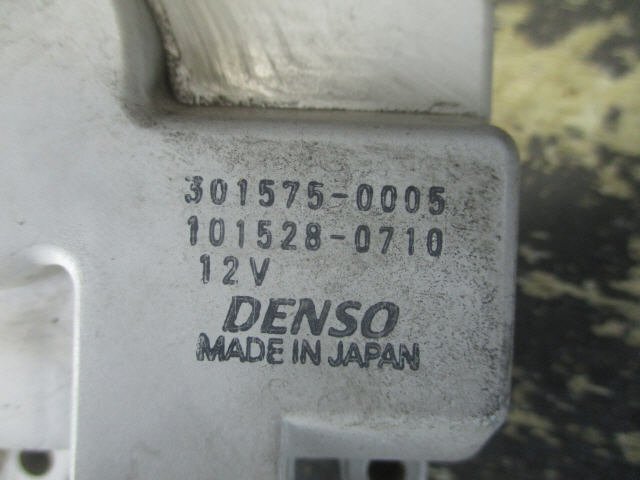 301575-0005
101528-0710
12V
DENSO
MADE IN JAPAN